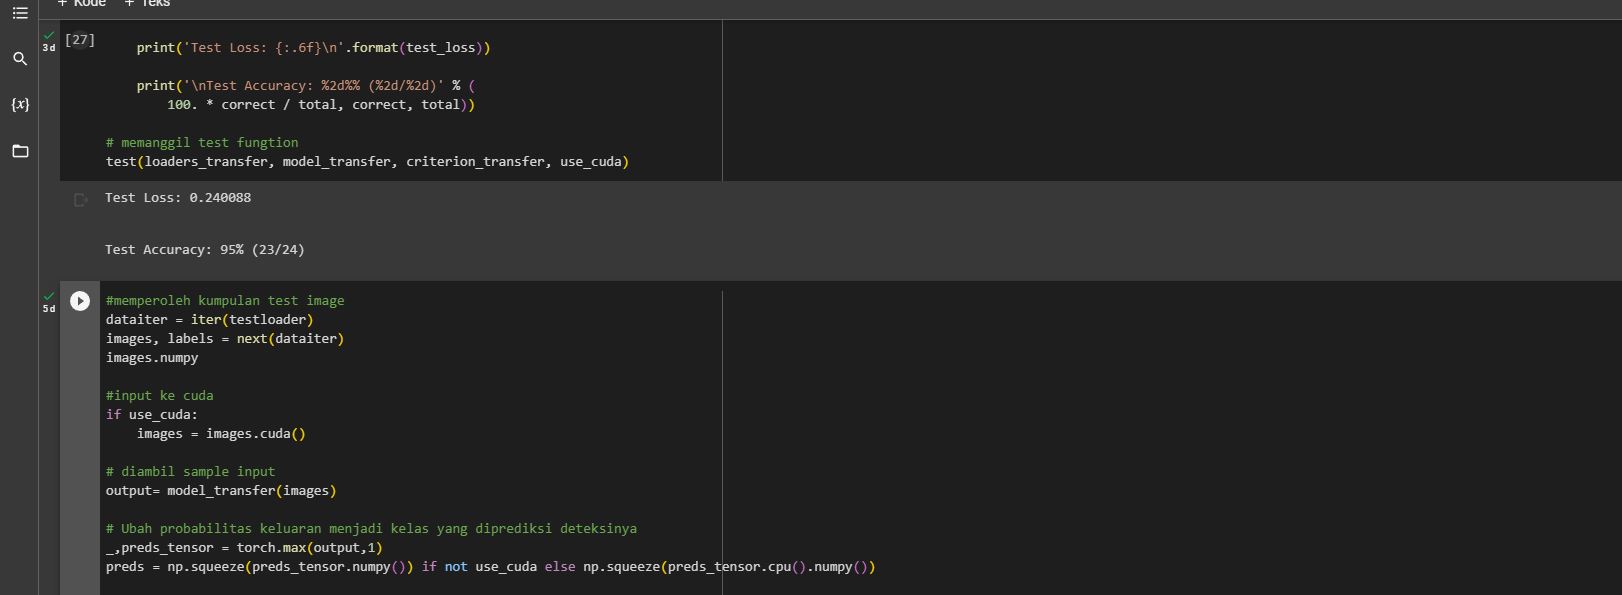 + Kode + Teks
3d
[27]
print('Test Loss: {:.6f}\n'.format(test_loss))
print('\nTest Accuracy: %2d%% (%2d/%2d)' % (
100. * correct / total, correct, total))
# memanggil test fungtion
test(loaders_transfer, model_transfer, criterion_transfer, use_cuda)
{x}
Test Loss: 0.240088
Test Accuracy: 95% (23/24)
5d
#memperoleh kumpulan test image
dataiter = iter(testloader)
images, labels = next(dataiter)
images.numpy
#input ke cuda
if use_cuda:
images = images.cuda()
# diambil sample input
output= model_transfer(images)
# Ubah probabilitas keluaran menjadi kelas yang diprediksi deteksinya
_,preds_tensor = torch.max(output,1)
preds = np.squeeze(preds_tensor.numpy()) if not use_cuda else np.squeeze(preds_tensor.cpu().numpy())